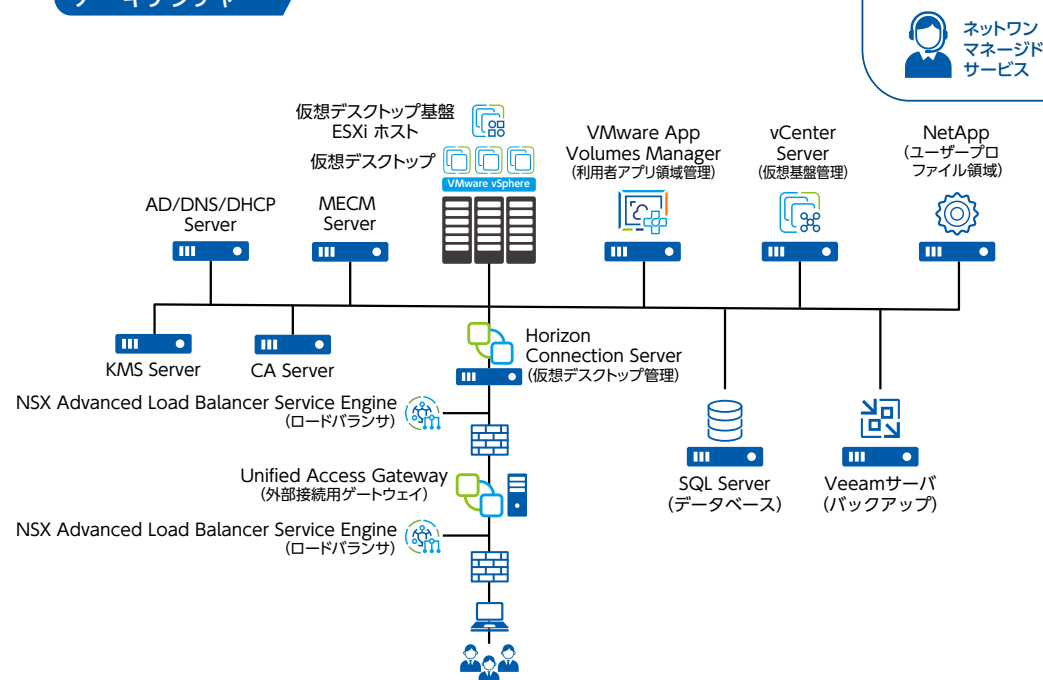 アーキテクチャー
ネットワン
マネージド
サービス
仮想デスクトップ基盤
ESXi ホスト
仮想デスクトップ
VMware vSphere
VMware App
Volumes Manager
(利用者アプリ領域管理)
vCenter
Server
(仮想基盤管理)
NetApp
(ユーザープロ
ファイル領域)
AD/DNS/DHCP
Server
MECM
Server
KMS Server
CA Server
Horizon
Connection Server
(仮想デスクトップ管理)
NSX Advanced Load Balancer Service Engine
(ロードバランサ)
Unified Access Gateway
(外部接続用ゲートウェイ)
NSX Advanced Load Balancer Service Engine
(ロードバランサ)
SQL Server
(データベース)
Veeamサーバ
(バックアップ)